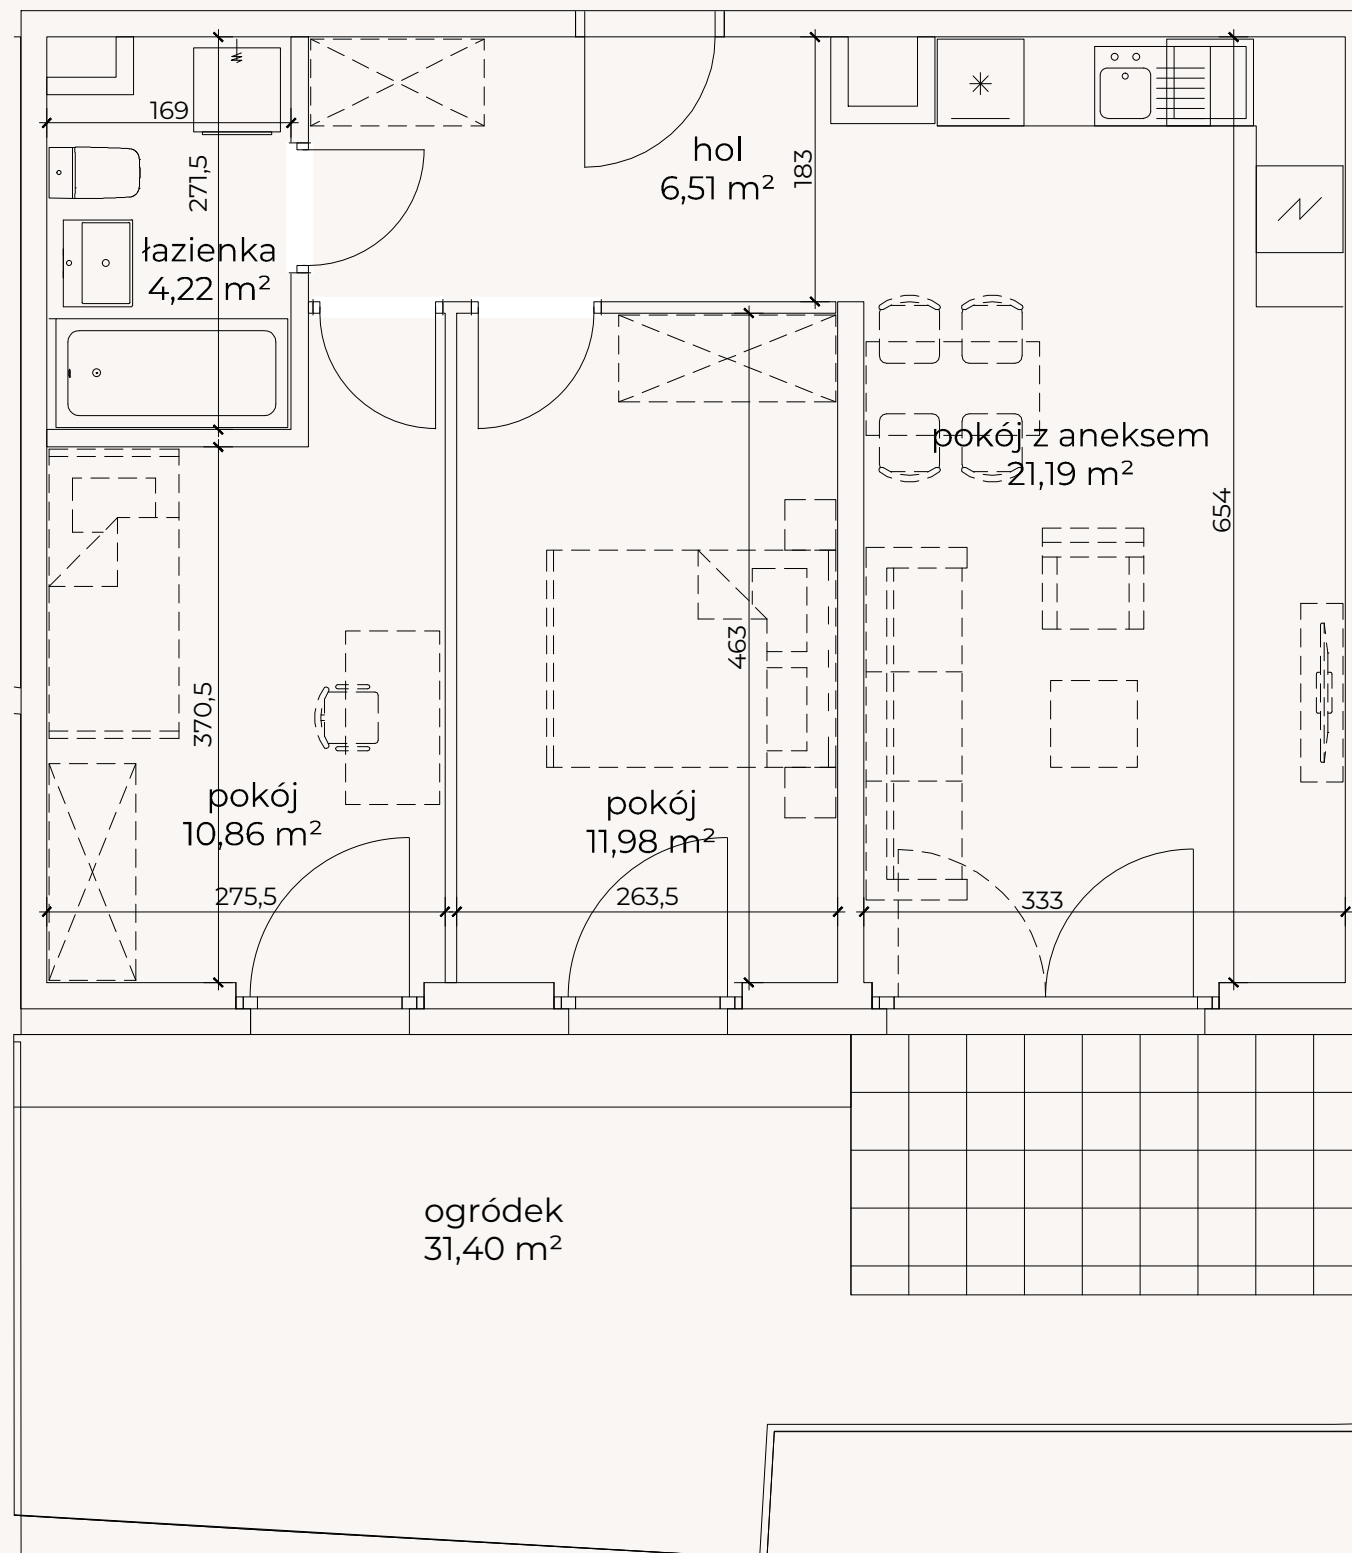 169
271,5
łazienka
4,22 m²
hol
6,51 m²
183
pokój z aneksem
21,19 m²
654
463
370,5
pokój
10,86 m²
pokój
11,98 m²
275,5
263,5
333
ogródek
31,40 m²